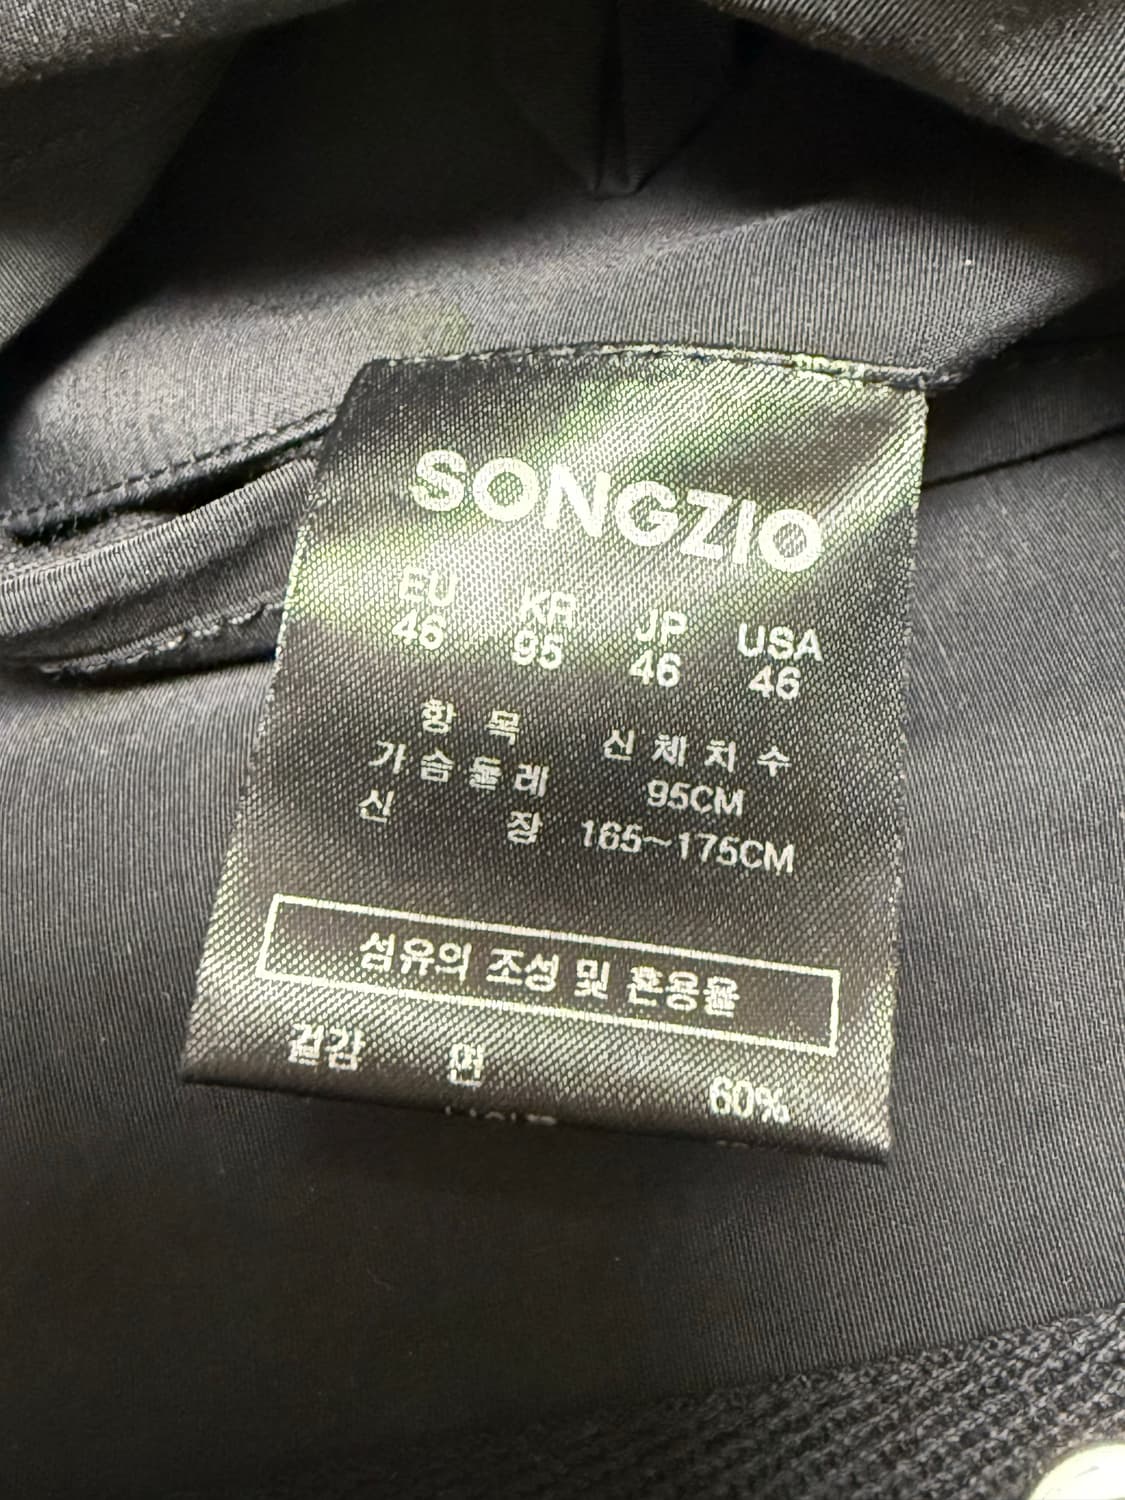 SONGZIO
EU KR JP USA
46 95 46 46
항 목 신 체 치 수
가 슴 둘 레 95CM
신 장 165~175CM
섬유의 조성 및 혼용율
겉감 면 60%